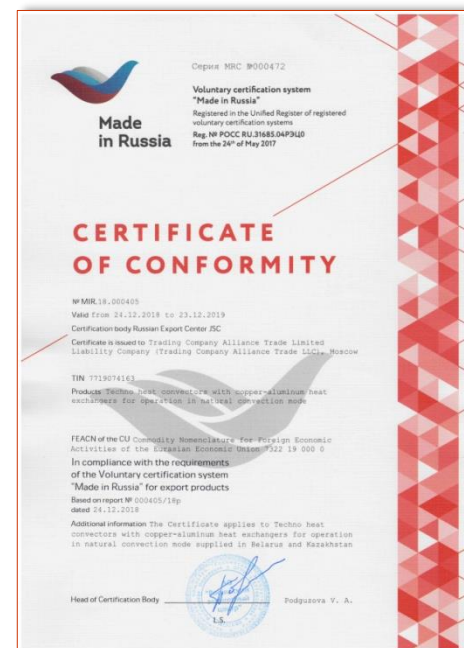 Серия MRC №000472
Voluntary certification system
"Made in Russia"
Registered in the Unified Register of registered
voluntary certification systems
Reg. № РОСС RU.31685.04РЭЦ0
from the 24th of May 2017
Made
in Russia
CERTIFICATE
OF CONFORMITY
№ MIR.18.000405
Valid from 24.12.2018 to 23.12.2019
Certification body Russian Export Center JSC
Certificate is issued to Trading Company Alliance Trade Limited
Liability Company (Trading Company Alliance Trade LLC), Moscow
TIN 7719074163
Products Techno heat convectors with copper-aluminum heat
exchangers for operation in natural convection mode
FEACN of the CU Commodity Nomenclature for Foreign Economic
Activities of the Eurasian Economic Union 7322 19 000 0
In compliance with the requirements
of the Voluntary certification system
"Made in Russia" for export products
Based on report № 000405/18p
dated 24.12.2018
Additional information The Certificate applies to Techno heat
convectors with copper-aluminum heat exchangers for operation
in natural convection mode supplied in Belarus and Kazakhstan
Head of Certification Body
Podguzova V. A.
L.S.